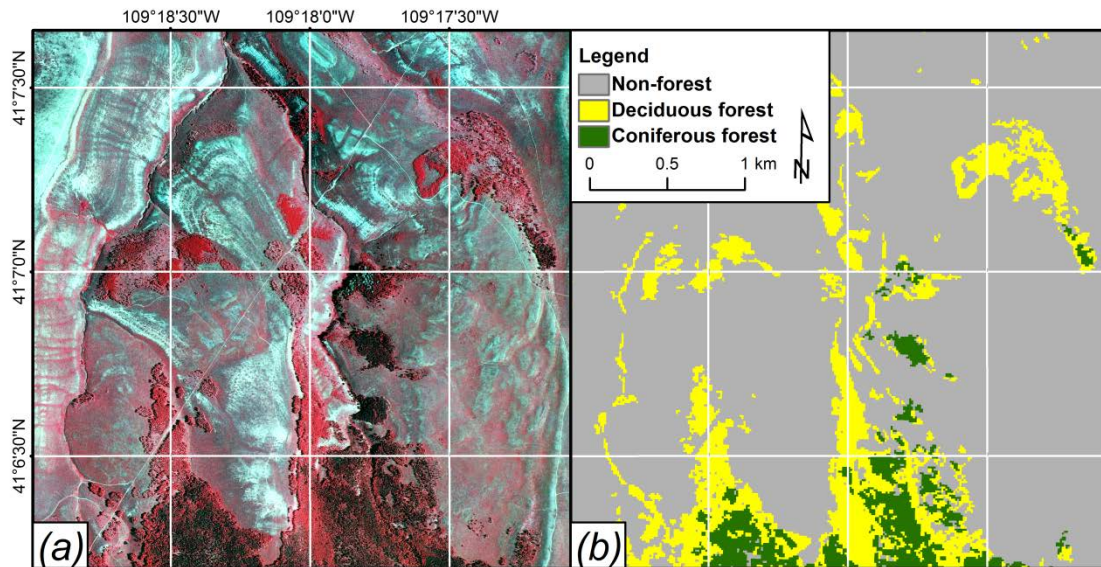 109°18'30"W 109°18'0"W 109°17'30"W
41°7'30"N
41°7'0"N
41°6'30"N
(a)
Legend
Non-forest
Deciduous forest
Coniferous forest
0 0.5 1 km
N
(b)